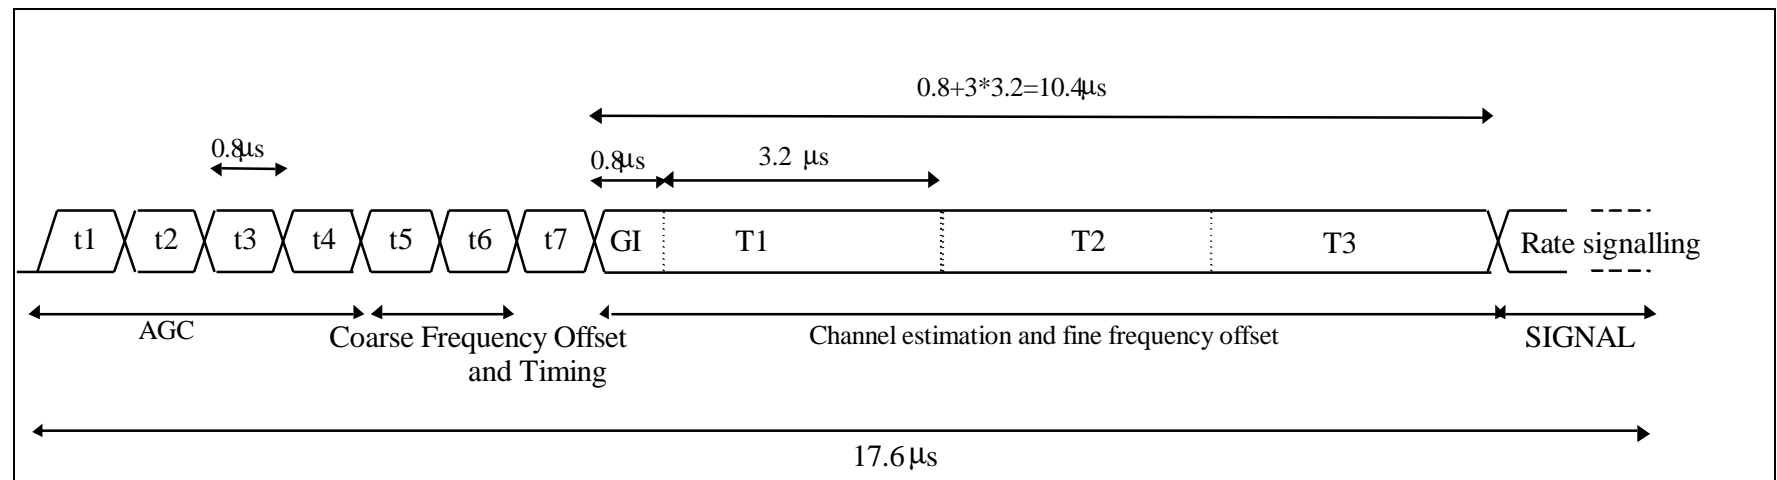 0.8+3*3.2=10.4μs
0.8μs
0.8μs
3.2 μs
t1 t2 t3 t4 t5 t6 t7 GI T1 T2 T3 Rate signalling
AGC
Coarse Frequency Offset
and Timing
Channel estimation and fine frequency offset
SIGNAL
17.6 μs